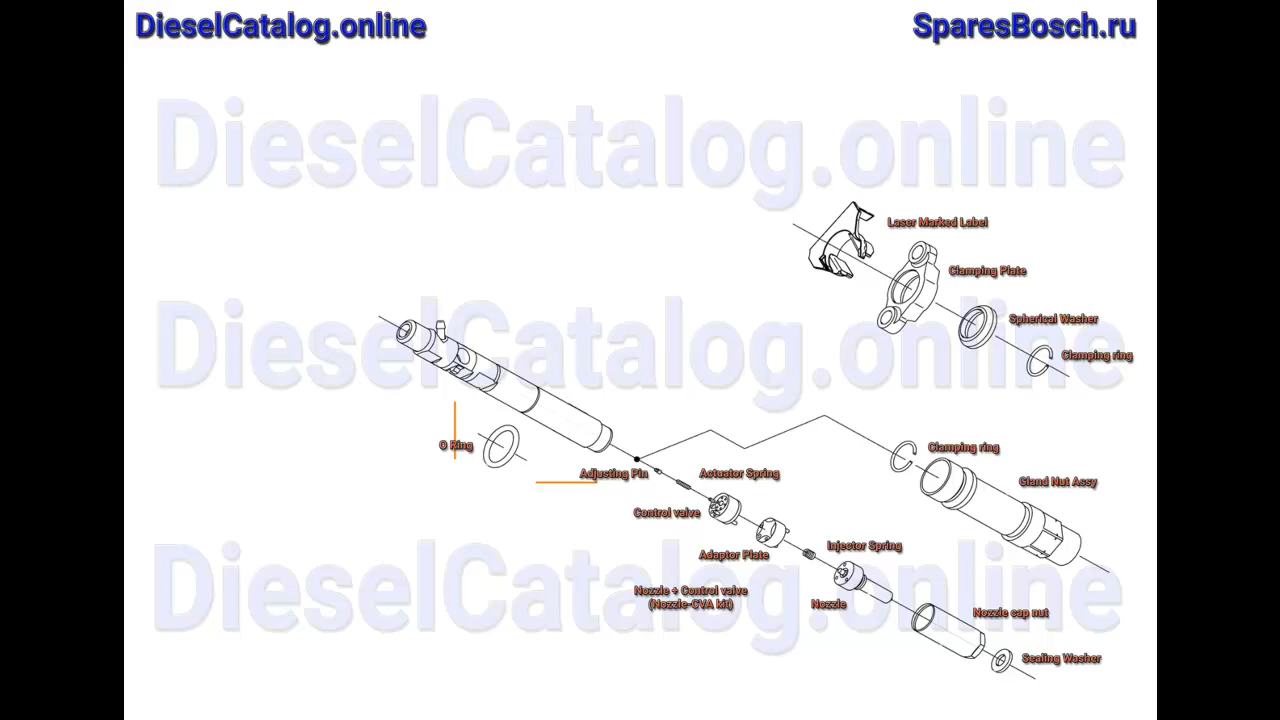 DieselCatalog.online
SparesBosch.ru
DieselCatalog.online
Laser Marked Label
Clamping Plate
Spherical Washer
DieselCatalog.online
Clamping ring
O Ring
Clamping ring
Adjusting Pin
Actuator Spring
Gland Nut Assy
Control valve
Adaptor Plate
Injector Spring
DieselCatalog.online
Nozzle + Control valve
(Nozzle-CVA kit)
Nozzle
Nozzle cap nut
Sealing Washer